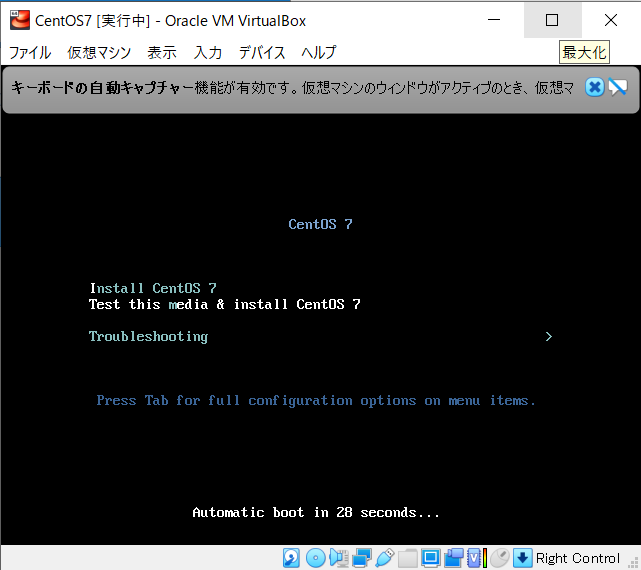 CentOS7 [実行中] - Oracle VM VirtualBox
ファイル 仮想マシン 表示 入力 デバイス ヘルプ
最大化
キーボードの自動キャプチャー機能が有効です。仮想マシンのウィンドウがアクティブのとき、仮想マ
CentOS 7
Install CentOS 7
Test this media & install CentOS 7
Troubleshooting >
Press Tab for full configuration options on menu items.
Automatic boot in 28 seconds...
Right Control